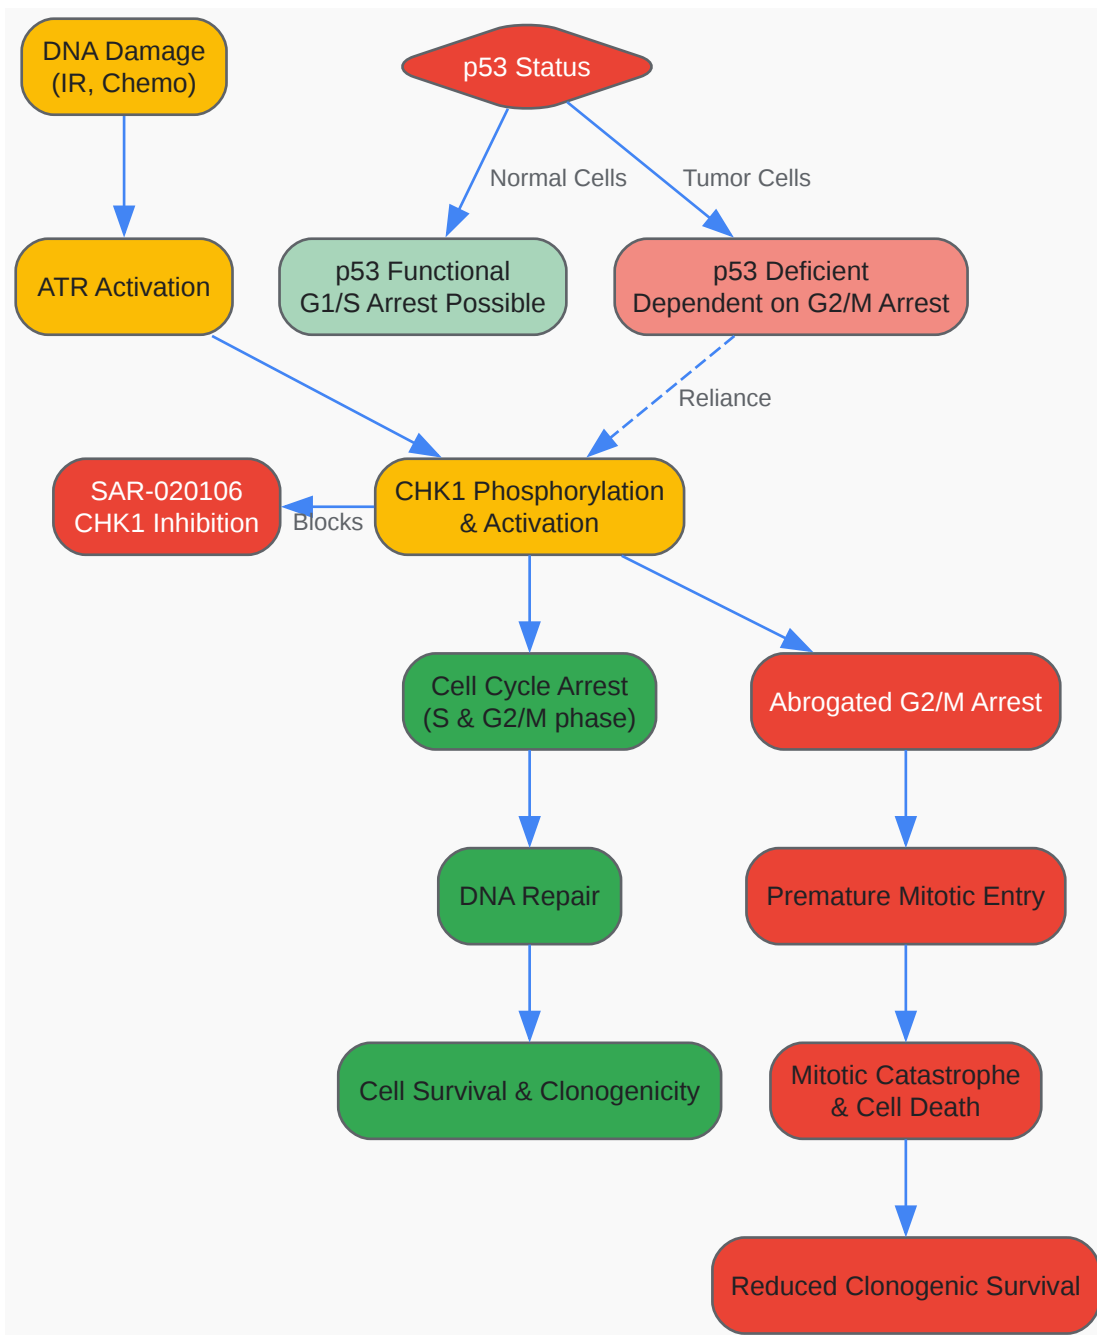 DNA Damage
(IR, Chemo)
p53 Status
Normal Cells
Tumor Cells
ATR Activation
p53 Functional
G1/S Arrest Possible
p53 Deficient
Dependent on G2/M Arrest
Reliance
SAR-020106
CHK1 Inhibition
Blocks
CHK1 Phosphorylation
& Activation
Cell Cycle Arrest
(S & G2/M phase)
Abrogated G2/M Arrest
DNA Repair
Premature Mitotic Entry
Cell Survival & Clonogenicity
Mitotic Catastrophe
& Cell Death
Reduced Clonogenic Survival